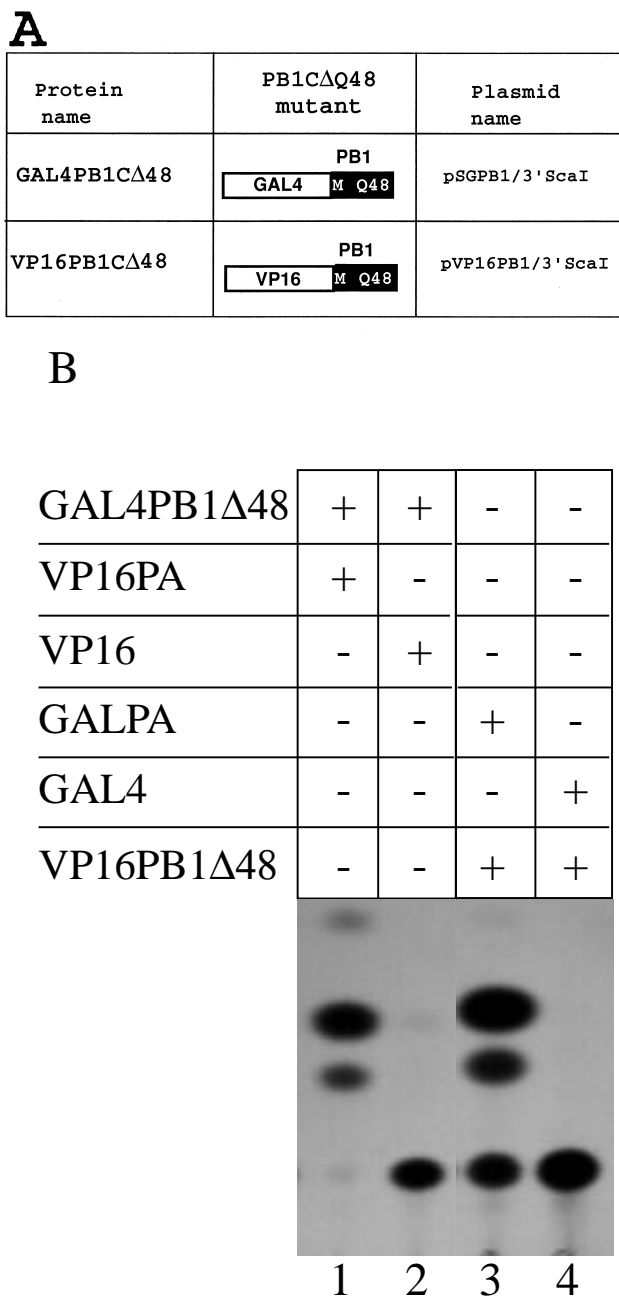 A
Protein name
PB1CΔQ48 mutant
Plasmid name
GAL4PB1CΔ48
PB1
GAL4 M Q48
pSGPB1/3'ScaI
VP16PB1CΔ48
PB1
VP16 M Q48
pVP16PB1/3'ScaI
B
GAL4PB1Δ48 + + - -
VP16PA + - - -
VP16 - + - -
GALPA - - + -
GAL4 - - - +
VP16PB1Δ48 - - + +
1 2 3 4